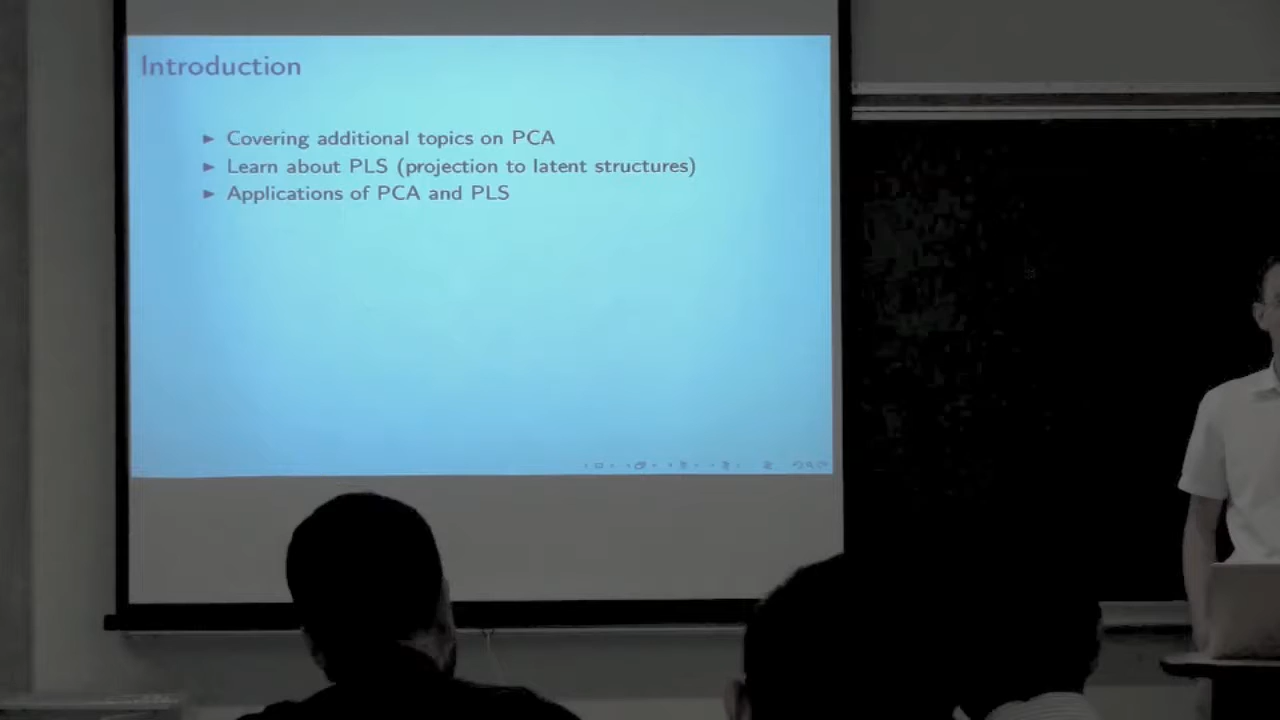 Introduction
► Covering additional topics on PCA
► Learn about PLS (projection to latent structures)
► Applications of PCA and PLS